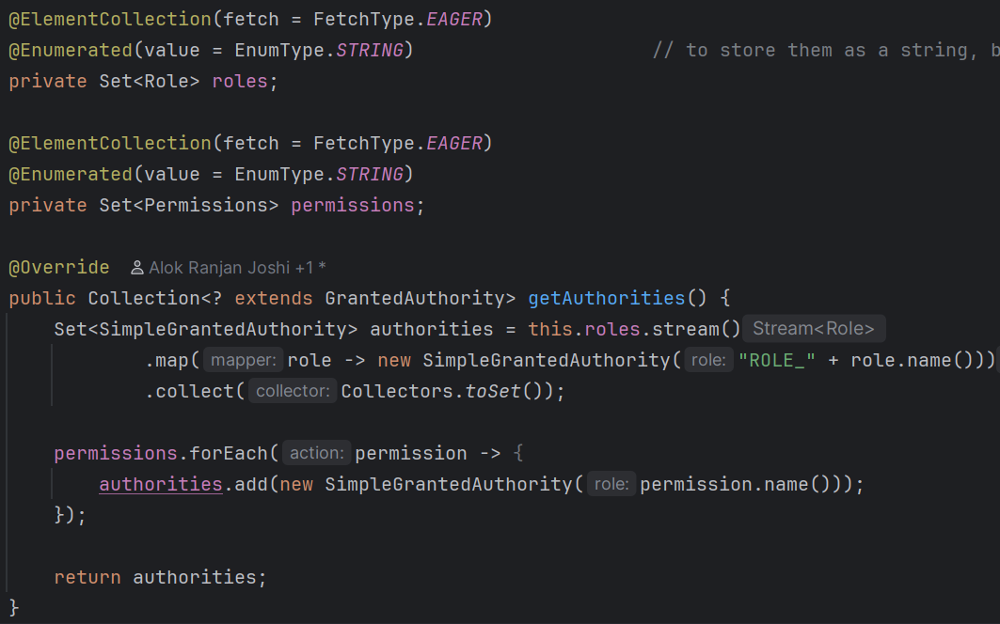 @ElementCollection(fetch = FetchType.EAGER)
@Enumerated(value = EnumType.STRING) // to store them as a string, b
private Set<Role> roles;
@ElementCollection(fetch = FetchType.EAGER)
@Enumerated(value = EnumType.STRING)
private Set<Permissions> permissions;
@Override Alok Ranjan Joshi +1 *
public Collection<? extends GrantedAuthority> getAuthorities() {
Set<SimpleGrantedAuthority> authorities = this.roles.stream() Stream<Role>
.map( mapper: role -> new SimpleGrantedAuthority( role: "ROLE_" + role.name()))
.collect( collector: Collectors.toSet());
permissions.forEach( action: permission -> {
authorities.add(new SimpleGrantedAuthority( role: permission.name()));
});
return authorities;
}